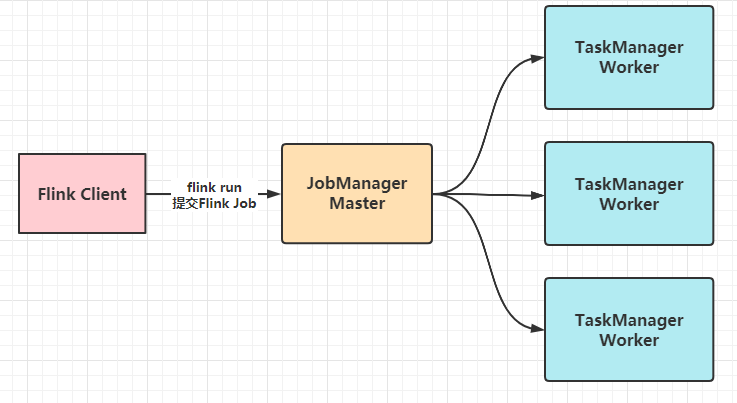 Flink Client
flink run
提交Flink Job
JobManager
Master
TaskManager
Worker
TaskManager
Worker
TaskManager
Worker